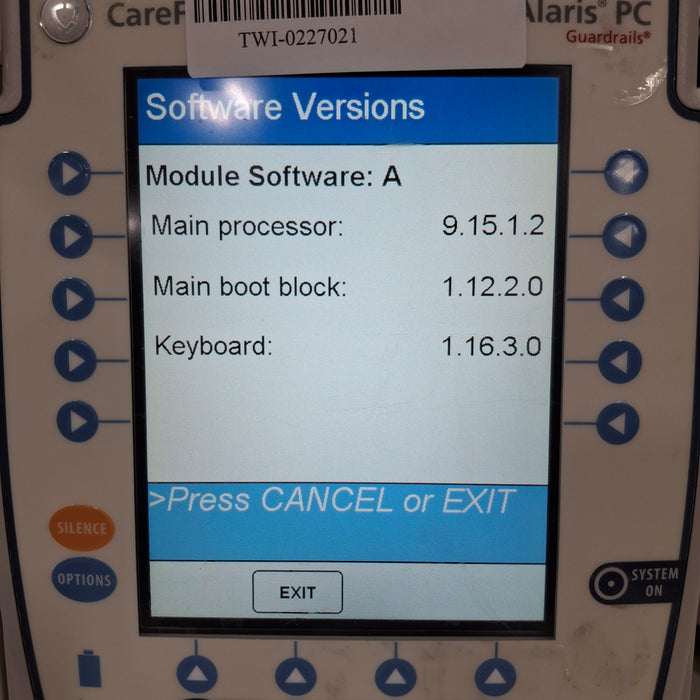 CareF
TWI-0227021
Alaris® PC
Guardrails®
Software Versions
Module Software: A
Main processor: 9.15.1.2
Main boot block: 1.12.2.0
Keyboard: 1.16.3.0
>Press CANCEL or EXIT
EXIT
SILENCE
OPTIONS
SYSTEM
ON